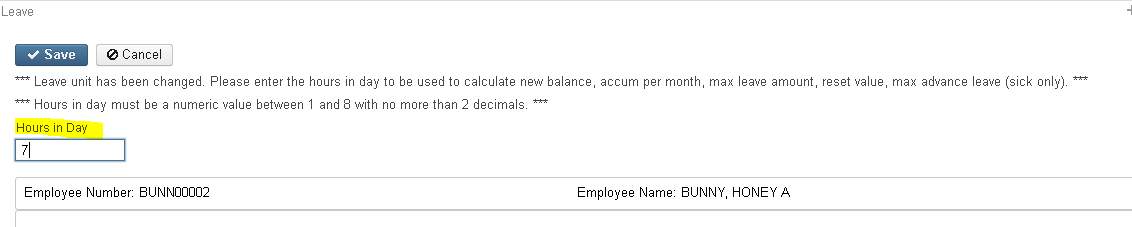 Leave
Save Cancel
*** Leave unit has been changed. Please enter the hours in day to be used to calculate new balance, accum per month, max leave amount, reset value, max advance leave (sick only). ***
*** Hours in day must be a numeric value between 1 and 8 with no more than 2 decimals. ***
Hours in Day
7
Employee Number: BUNN00002 Employee Name: BUNNY, HONEY A